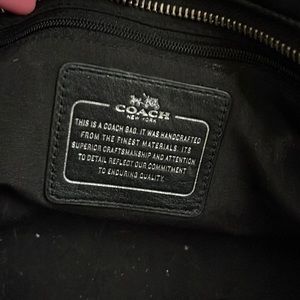 COACH
NEW YORK
THIS IS A COACH BAG. IT WAS HANDCRAFTED
FROM THE FINEST MATERIALS. ITS
SUPERIOR CRAFTSMANSHIP AND ATTENTION
TO DETAIL REFLECT OUR COMMITMENT
TO ENDURING QUALITY.